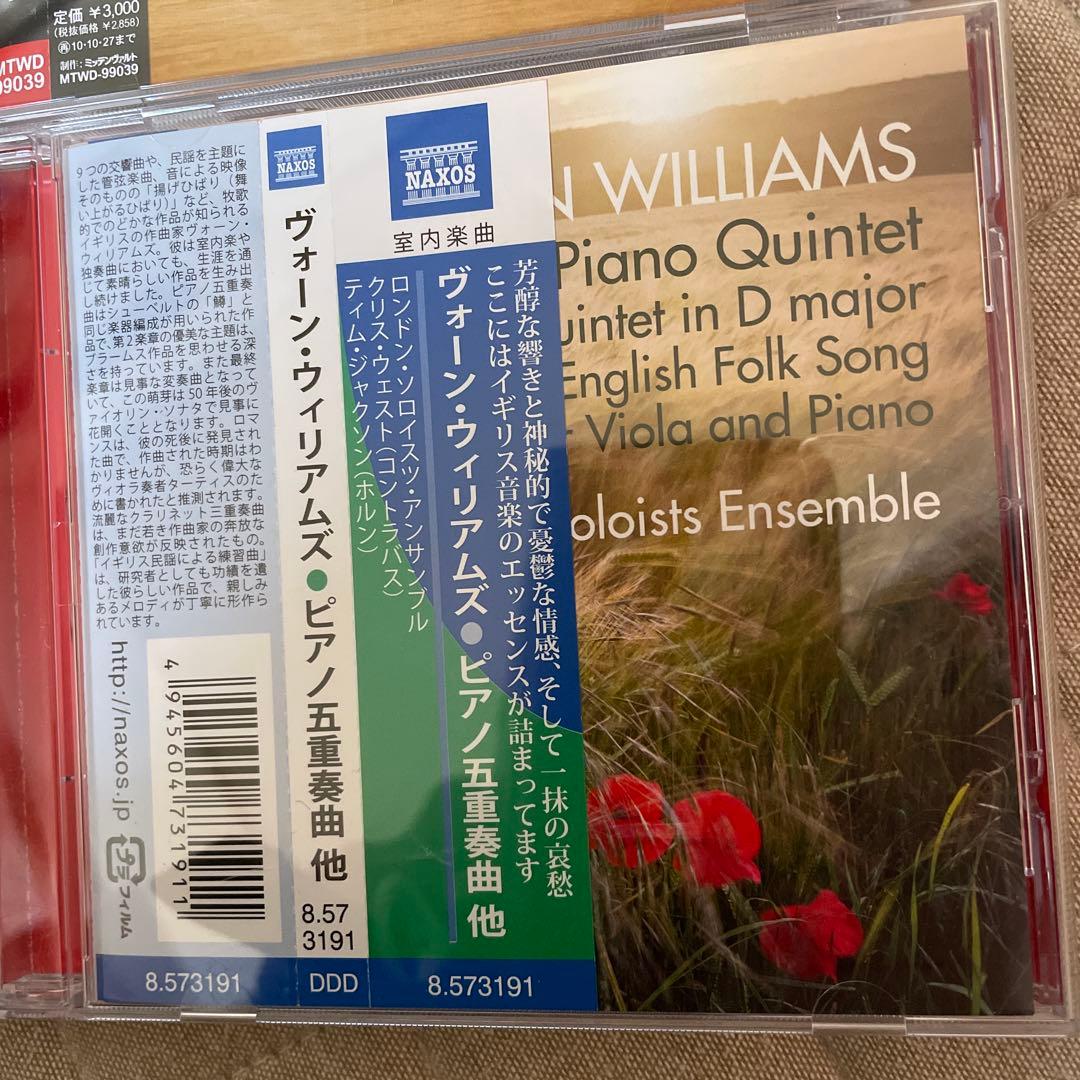 定価 ¥3,000
(税抜価格 ¥2,858)
再10・10・27まで
制作:ミッテンヴァルト
MTWD-99039
MTWD
99039
9つの交響曲や、民謡を主題に
した管弦楽曲、音による映像
そのものの「揚げひばり(舞
い上がるひばり)」など、牧歌
的でのどかな作品が知られる
イギリスの作曲家ヴォーン・
ウィリアムズ。彼は室内楽や
独奏曲においても、生涯を通
じて素晴らしい作品を生み出
し続けました。ピアノ五重奏
曲はシューベルトの「鱒」と
同じ楽器編成が用いられた作
品で、第2楽章の優美な主題は、
ブラームス作品を思わせる深
さを持っています。また最終
楽章は見事な変奏曲となって
いて、この萌芽は50年後のヴ
ァイオリン・ソナタで見事に
花開くこととなります。ロマ
ンスは、彼の死後に発見され
た曲で、作曲された時期はわ
かりませんが、恐らく偉大な
ヴィオラ奏者ターティスのた
めに書かれたと推測されます。
流麗なクラリネット三重奏曲
は、まだ若き作曲家の奔放な
創作意欲が反映されたもの。
「イギリス民謡による練習曲」
は、研究者としても功績を遺
した彼らしい作品で、親しみ
あるメロディが丁寧に形作ら
れています。
http://naxos.jp
4 945604 731911
プラ フィルム
8.573191
NAXOS
ヴォーン・ウィリアムズ●ピアノ五重奏曲 他
8.57
3191
DDD
NAXOS
室内楽曲
芳醇な響きと神秘的で憂鬱な情感、そして一抹の哀愁
ここにはイギリス音楽のエッセンスが詰まってます
ヴォーン・ウィリアムズ●ピアノ五重奏曲 他
ロンドン・ソロイスツ・アンサンブル
クリス・ウェスト(コントラバス)
ティム・ジャクソン(ホルン)
8.573191
N WILLIAMS
Piano Quintet
uintet in D major
English Folk Song
r Viola and Piano
oloists Ensemble